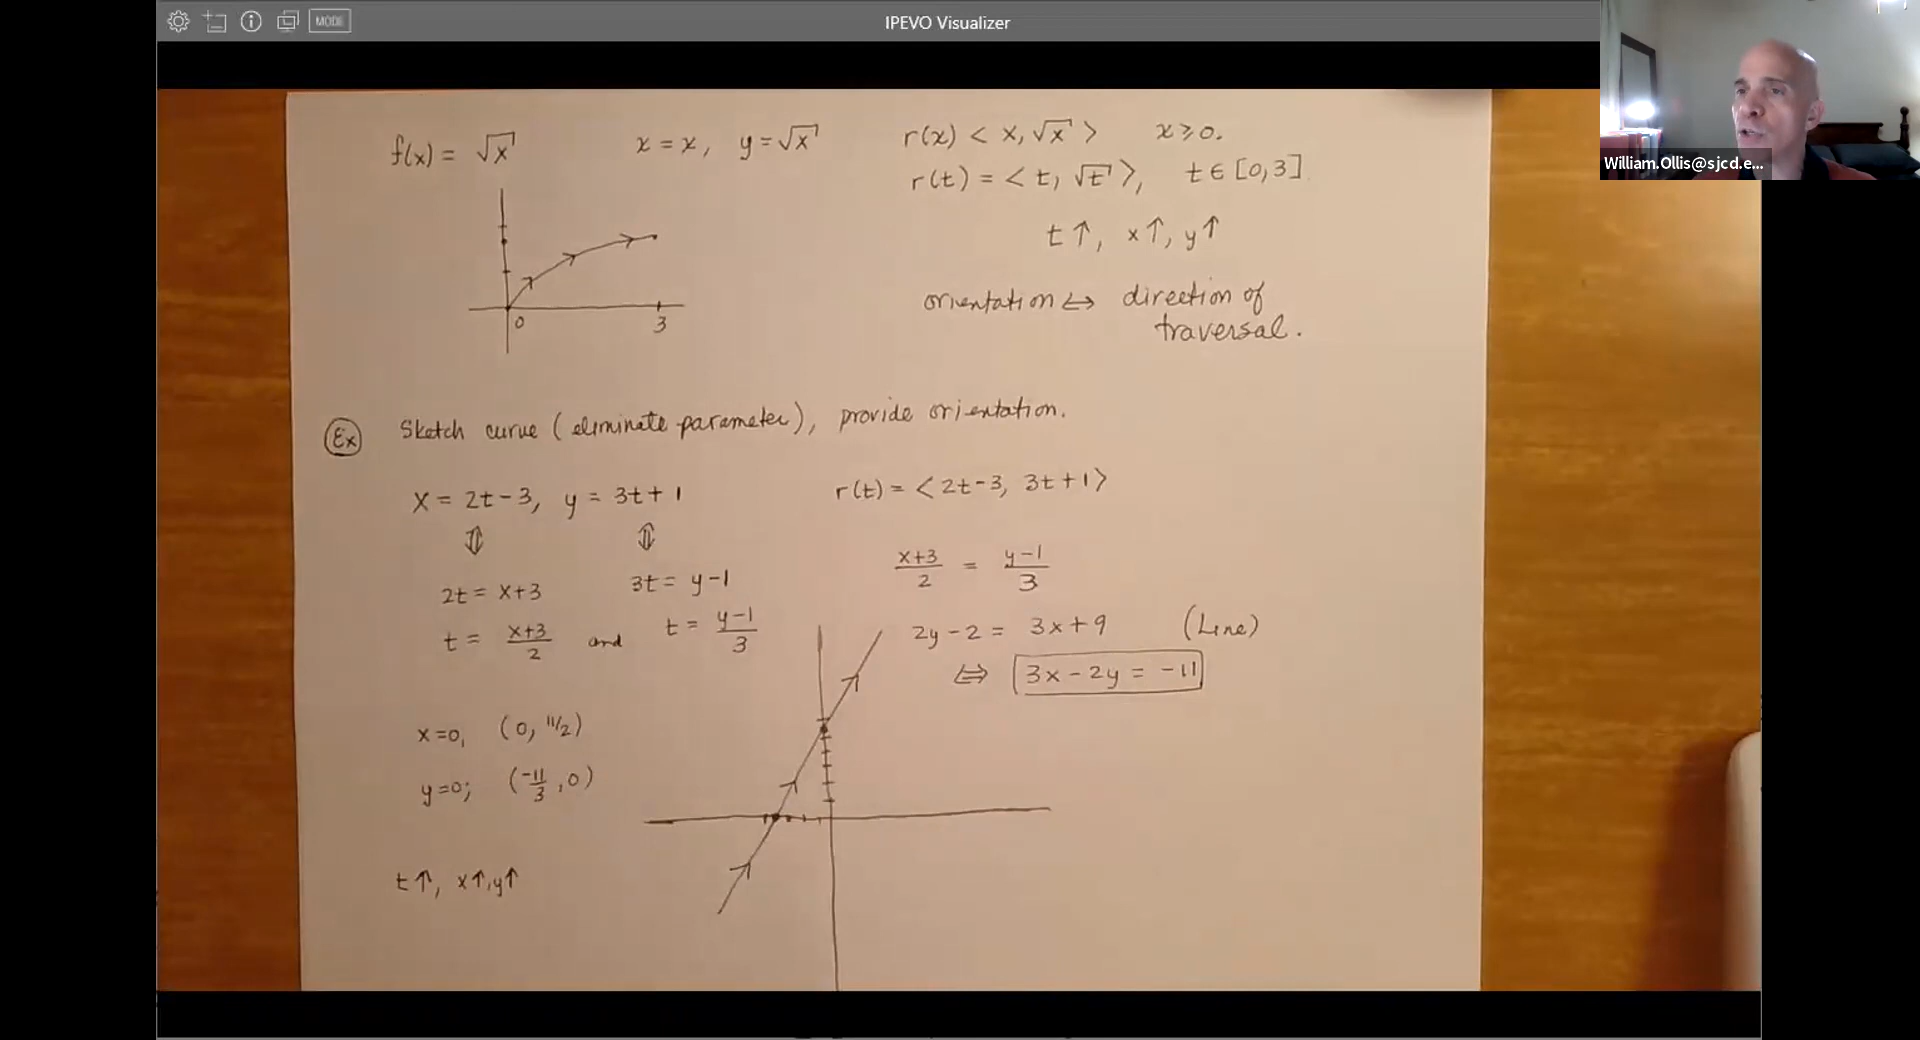 MODE
IPEVO Visualizer
William.Ollis@sjcd.e...
f(x) = √x
x = x, y = √x
r(x) < x, √x > x ≥ 0.
r(t) = < t, √t >, t ∈ [0,3]
t↑, x↑, y↑
0
3
orientation ↔ direction of
traversal.
Ex Sketch curve (eliminate parameter), provide orientation.
x = 2t - 3, y = 3t + 1
r(t) = < 2t - 3, 3t + 1 >
⇕ ⇕
2t = x+3
3t = y - 1
x+3/2 = y-1/3
t = x+3/2 and t = y-1/3
2y - 2 = 3x + 9 (Line)
⇔ 3x - 2y = -11
x=0, (0, 11/2)
y=0; (-11/3, 0)
t↑, x↑, y↑